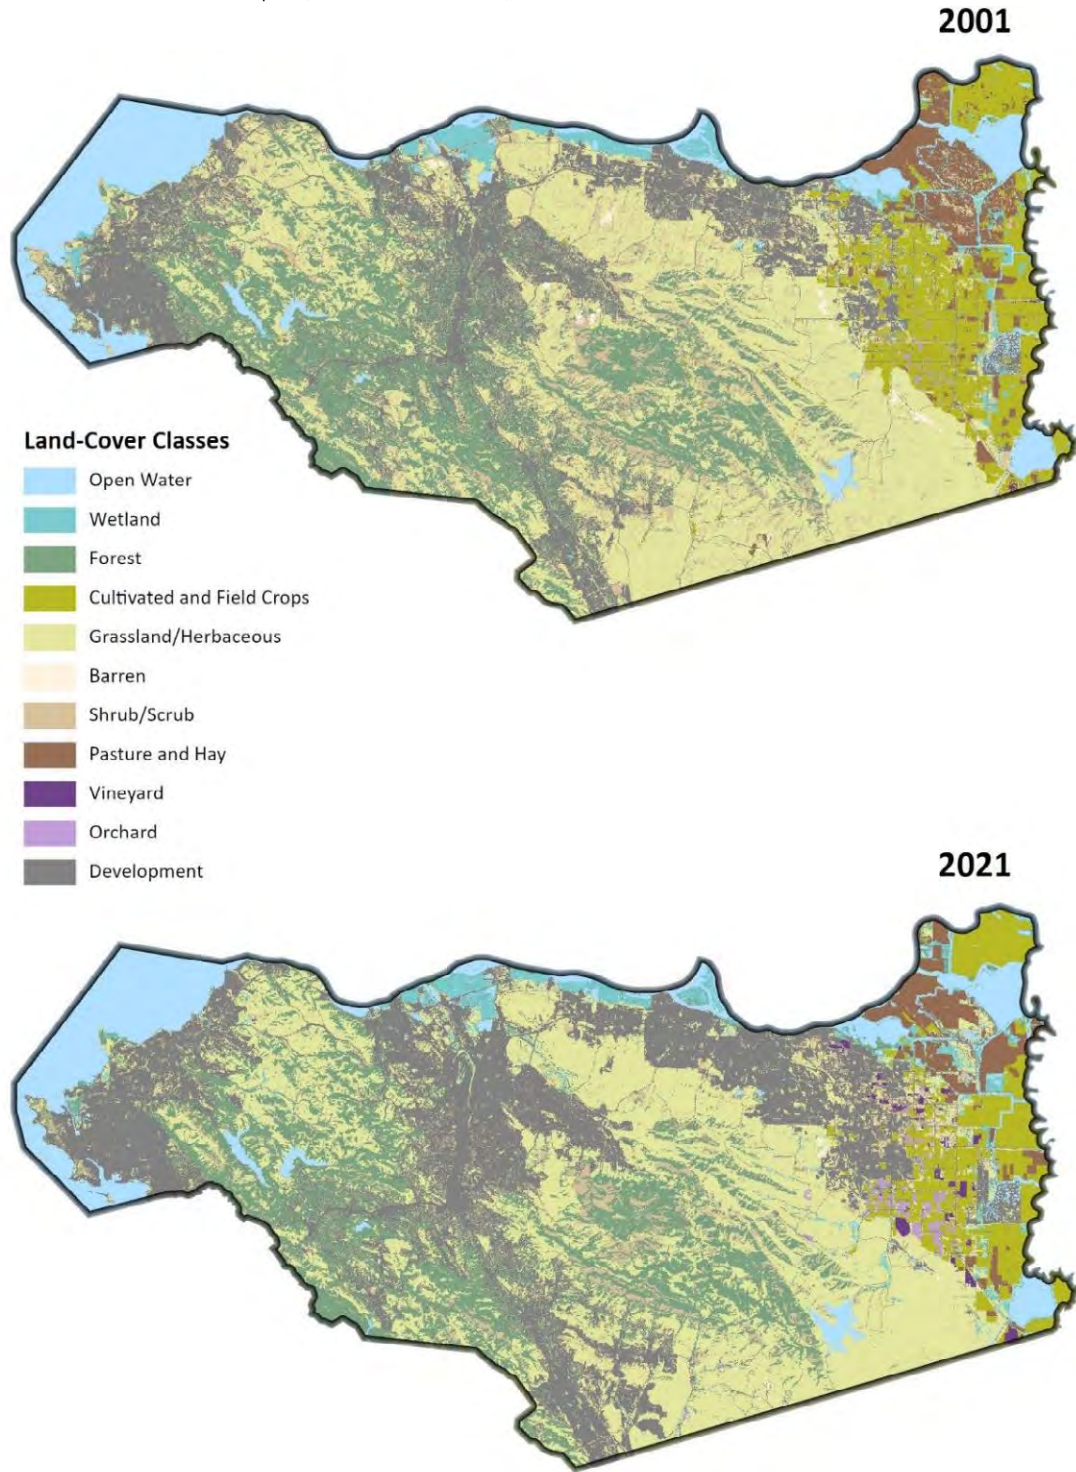 2001
Land-Cover Classes
Open Water
Wetland
Forest
Cultivated and Field Crops
Grassland/Herbaceous
Barren
Shrub/Scrub
Pasture and Hay
Vineyard
Orchard
Development
2021